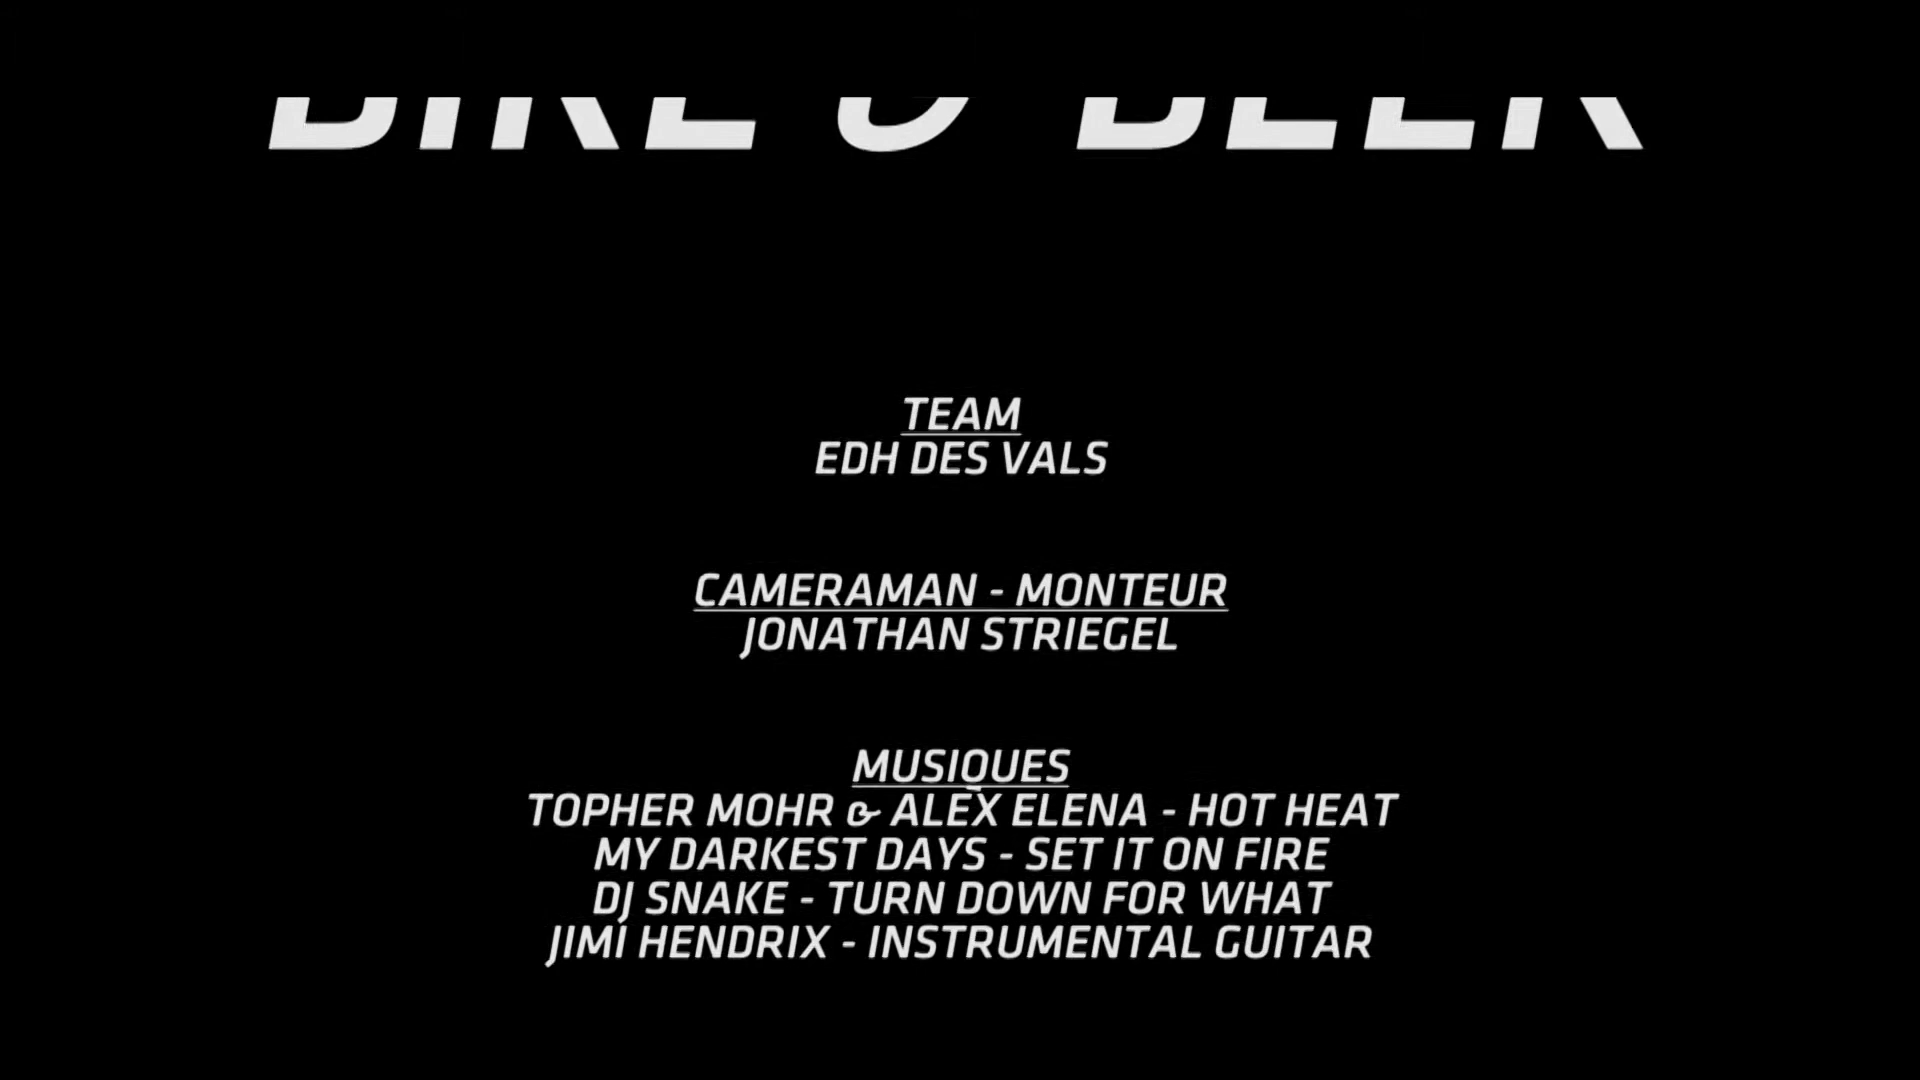 TEAM
EDH DES VALS
CAMERAMAN - MONTEUR
JONATHAN STRIEGEL
MUSIQUES
TOPHER MOHR & ALEX ELENA - HOT HEAT
MY DARKEST DAYS - SET IT ON FIRE
DJ SNAKE - TURN DOWN FOR WHAT
JIMI HENDRIX - INSTRUMENTAL GUITAR